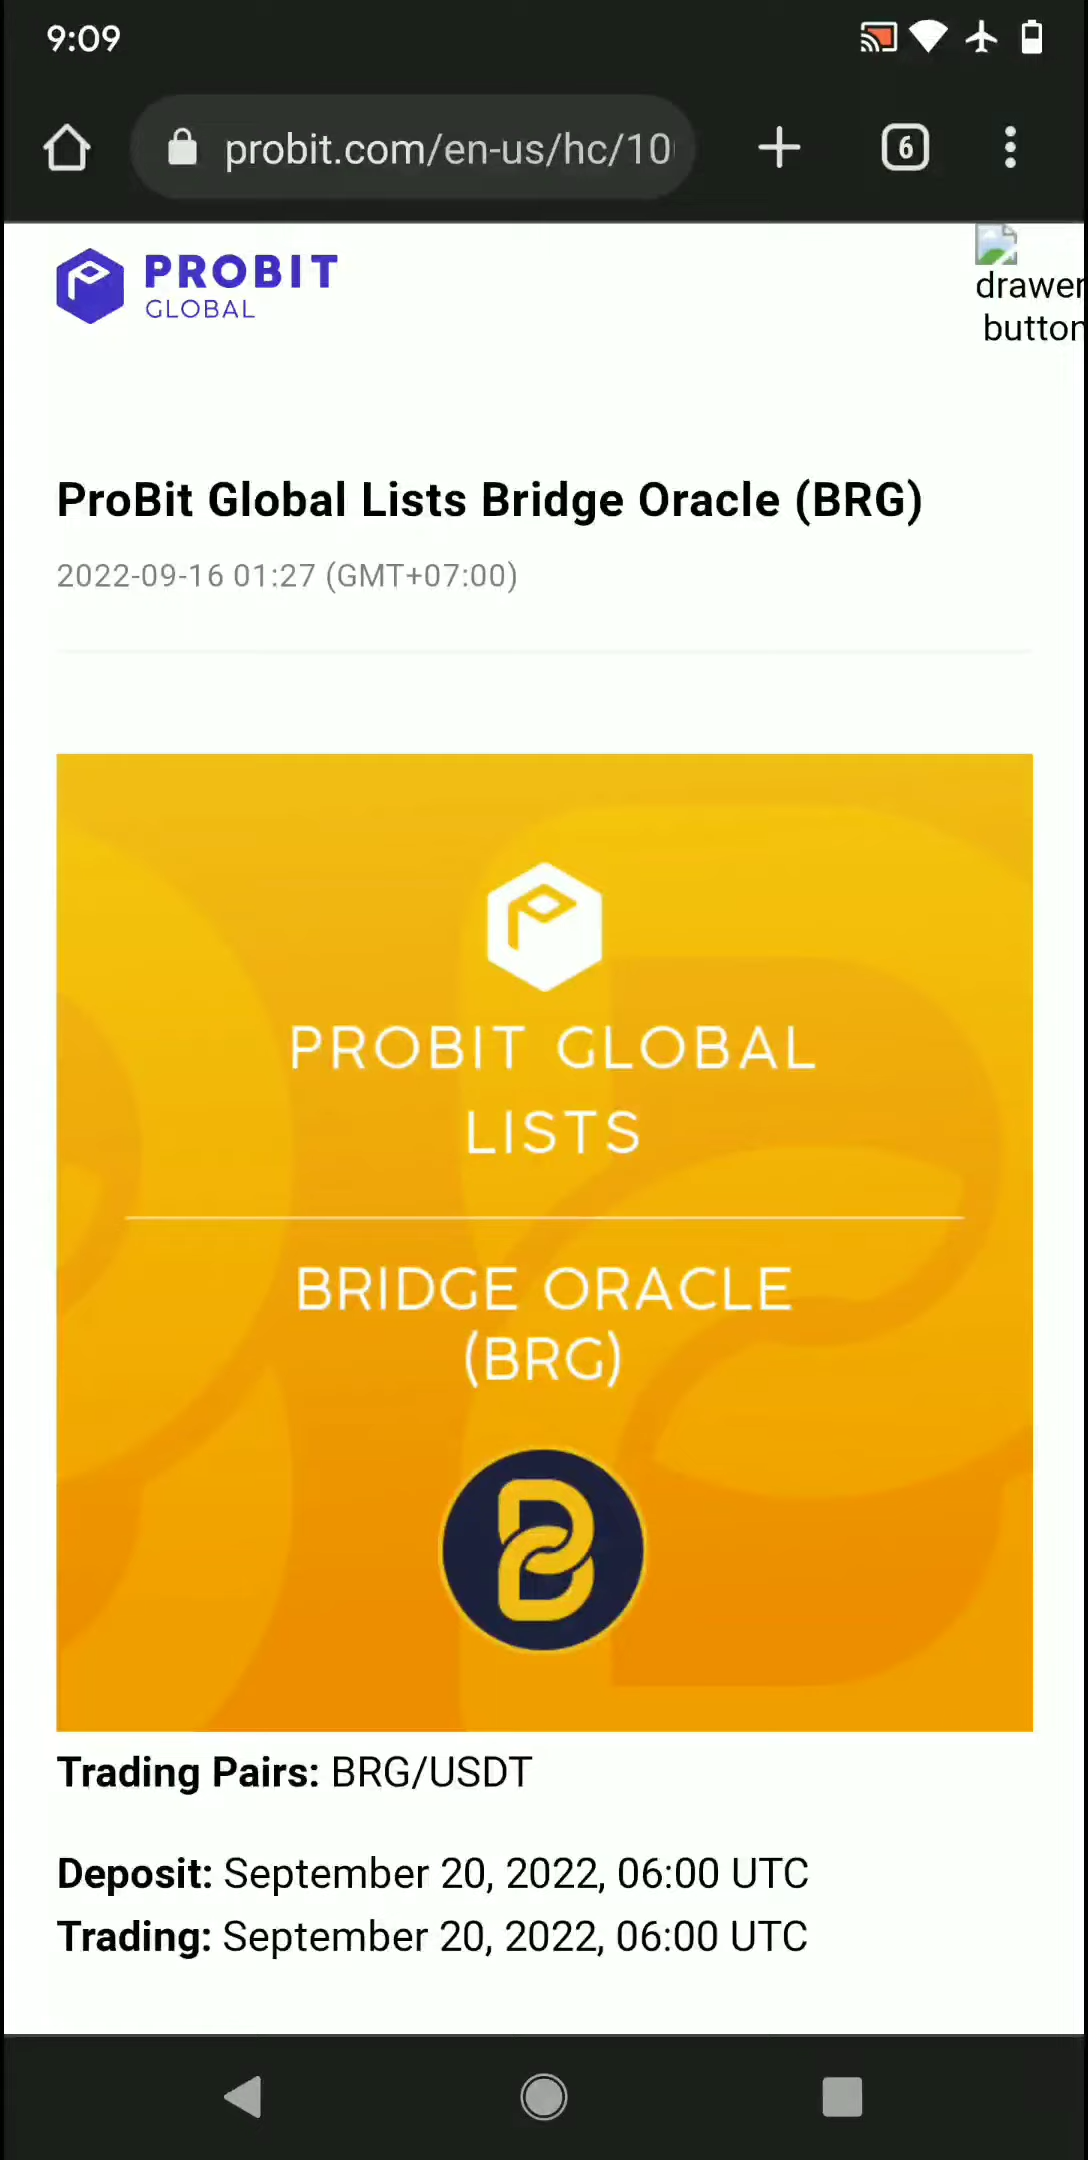 9:09
probit.com/en-us/hc/10
6
PROBIT
GLOBAL
drawer
button
ProBit Global Lists Bridge Oracle (BRG)
2022-09-16 01:27 (GMT+07:00)
PROBIT GLOBAL
LISTS
BRIDGE ORACLE
(BRG)
Trading Pairs: BRG/USDT
Deposit: September 20, 2022, 06:00 UTC
Trading: September 20, 2022, 06:00 UTC